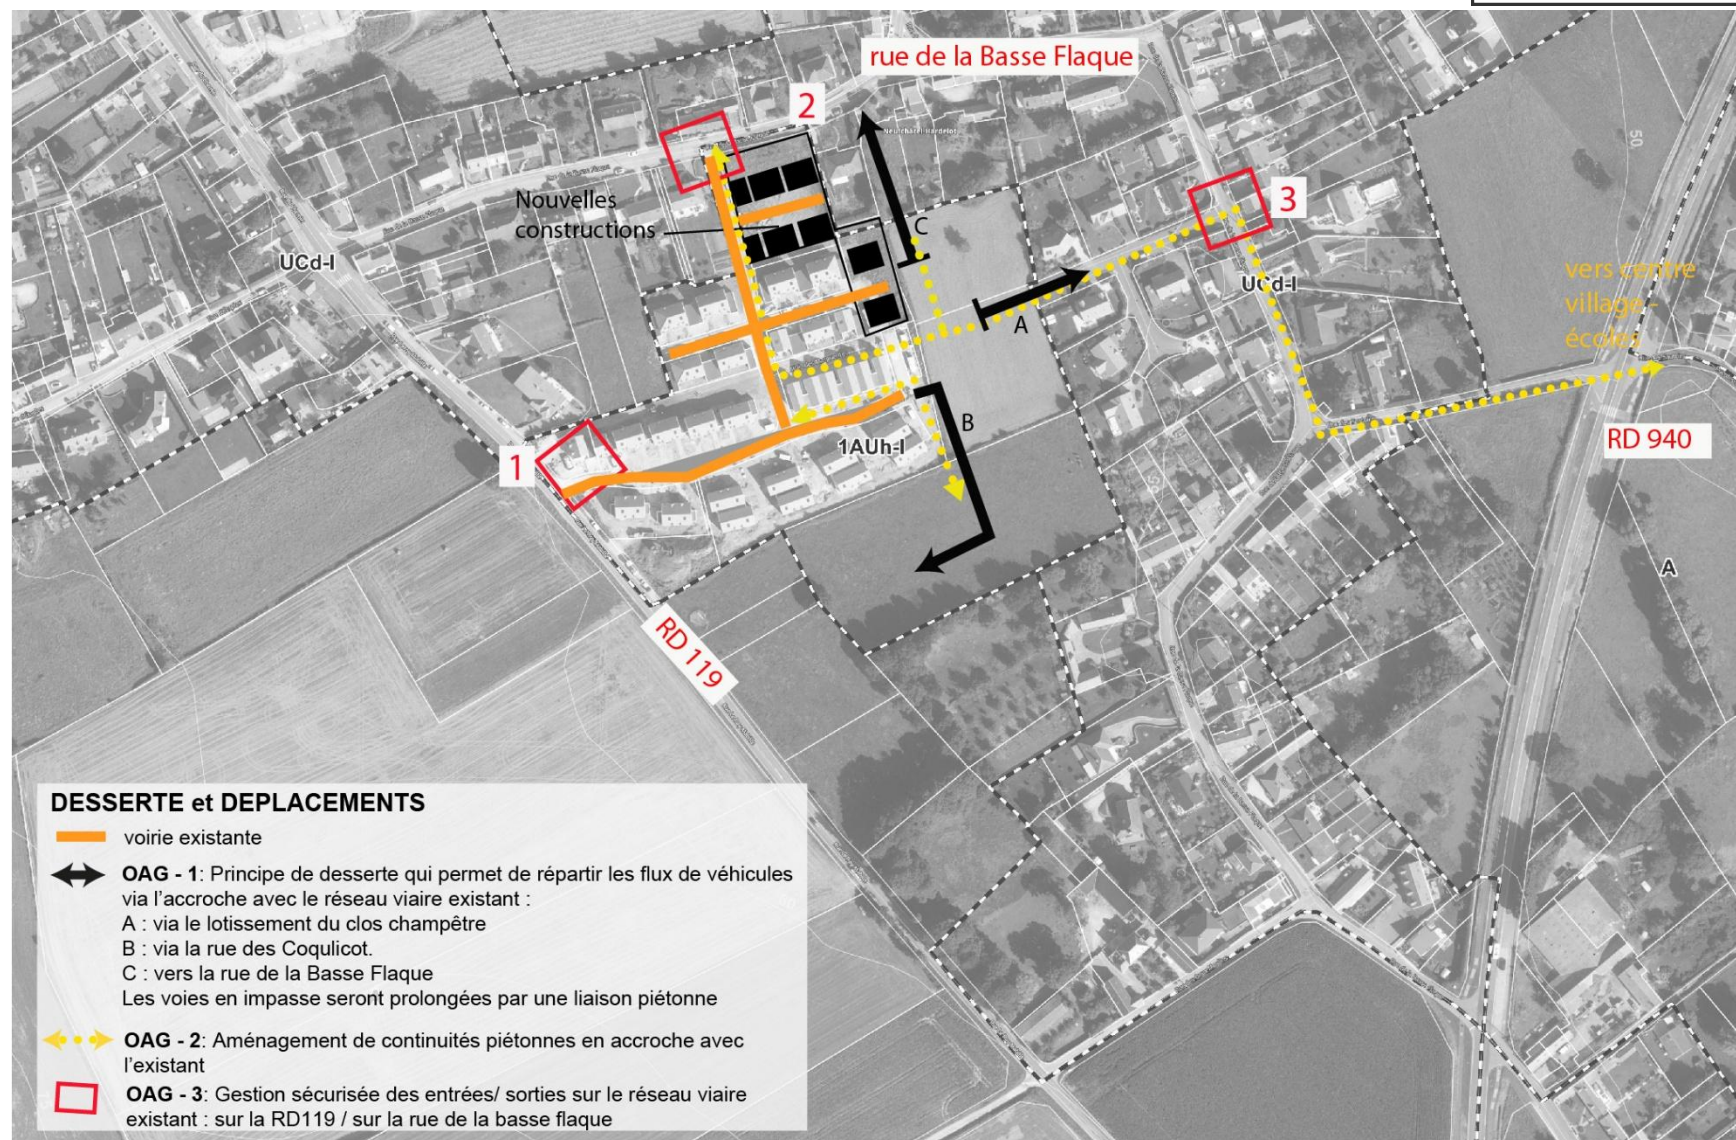 rue de la Basse Flaque
2
Neufchâtel-Hardelot
Nouvelles
constructions
3
C
UCd-I
UCd-I
vers centre
village -
écoles
A
50
B
RD 940
1AUh-I
1
A
RD 119
DESSERTE et DEPLACEMENTS
voirie existante
OAG - 1: Principe de desserte qui permet de répartir les flux de véhicules
via l'accroche avec le réseau viaire existant :
A : via le lotissement du clos champêtre
B : via la rue des Coqulicot.
C : vers la rue de la Basse Flaque
Les voies en impasse seront prolongées par une liaison piétonne
OAG - 2: Aménagement de continuités piétonnes en accroche avec
l'existant
OAG - 3: Gestion sécurisée des entrées/ sorties sur le réseau viaire
existant : sur la RD119 / sur la rue de la basse flaque